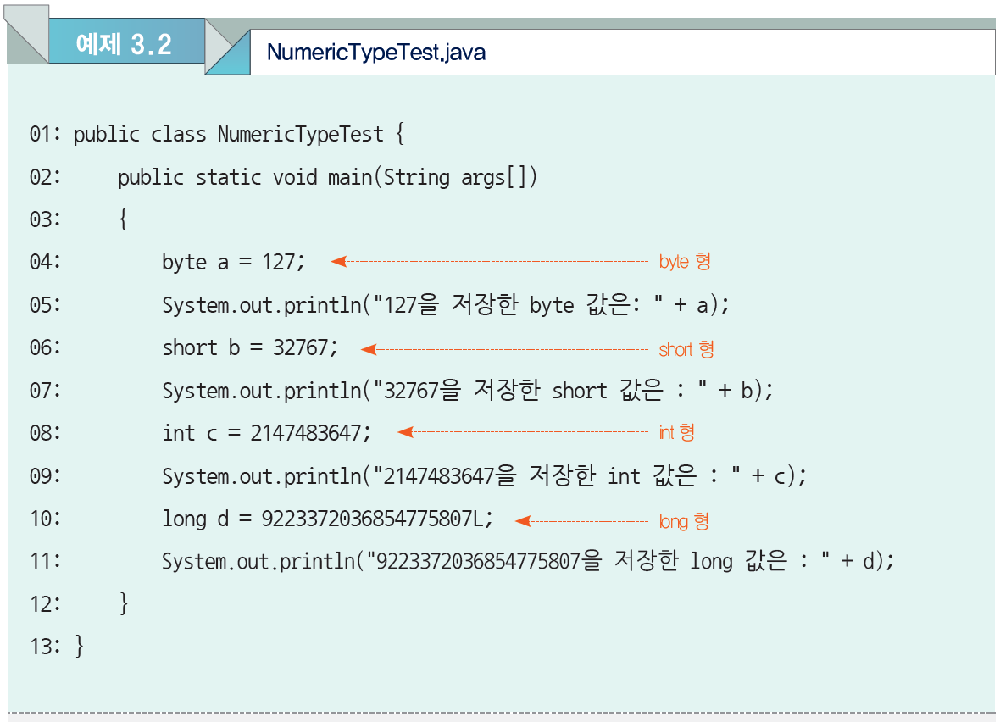 예제 3.2
NumericTypeTest.java
01: public class NumericTypeTest {
02:     public static void main(String args[])
03:     {
04:         byte a = 127; byte 형
05:         System.out.println("127을 저장한 byte 값은: " + a);
06:         short b = 32767; short 형
07:         System.out.println("32767을 저장한 short 값은 : " + b);
08:         int c = 2147483647; int 형
09:         System.out.println("2147483647을 저장한 int 값은 : " + c);
10:         long d = 9223372036854775807L; long 형
11:         System.out.println("9223372036854775807을 저장한 long 값은 : " + d);
12:     }
13: }